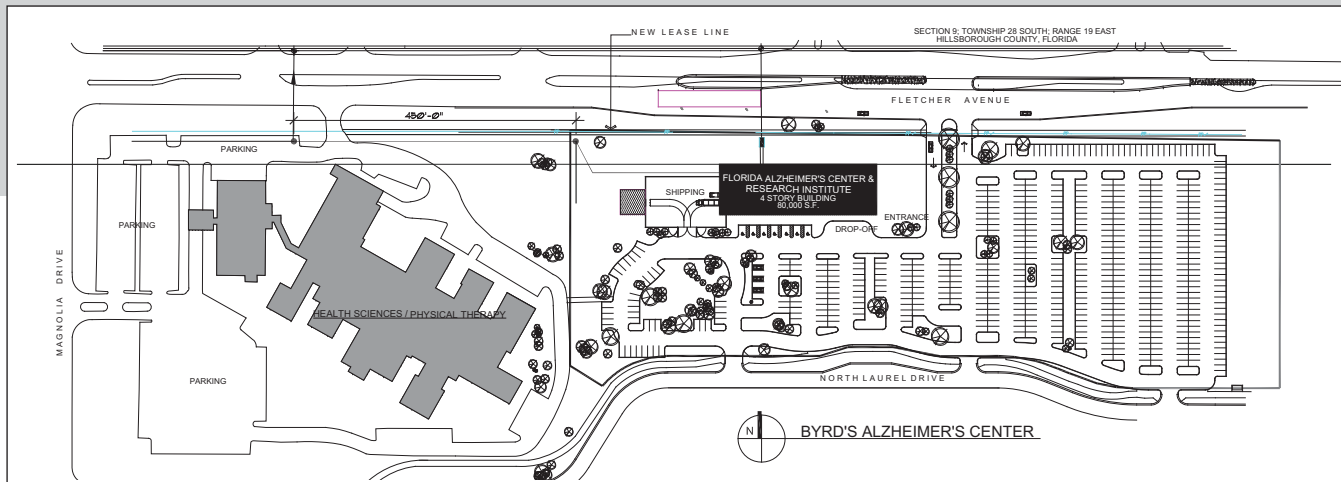 NEW LEASE LINE
SECTION 9; TOWNSHIP 28 SOUTH; RANGE 19 EAST
HILLSBOROUGH COUNTY, FLORIDA
FLETCHER AVENUE
450'-0"
PARKING
FLORIDA ALZHEIMER'S CENTER &
RESEARCH INSTITUTE
4 STORY BUILDING
80,000 S.F.
SHIPPING
PARKING
ENTRANCE
DROP-OFF
MAGNOLIA DRIVE
HEALTH SCIENCES / PHYSICAL THERAPY
PARKING
NORTH LAUREL DRIVE
N
BYRD'S ALZHEIMER'S CENTER